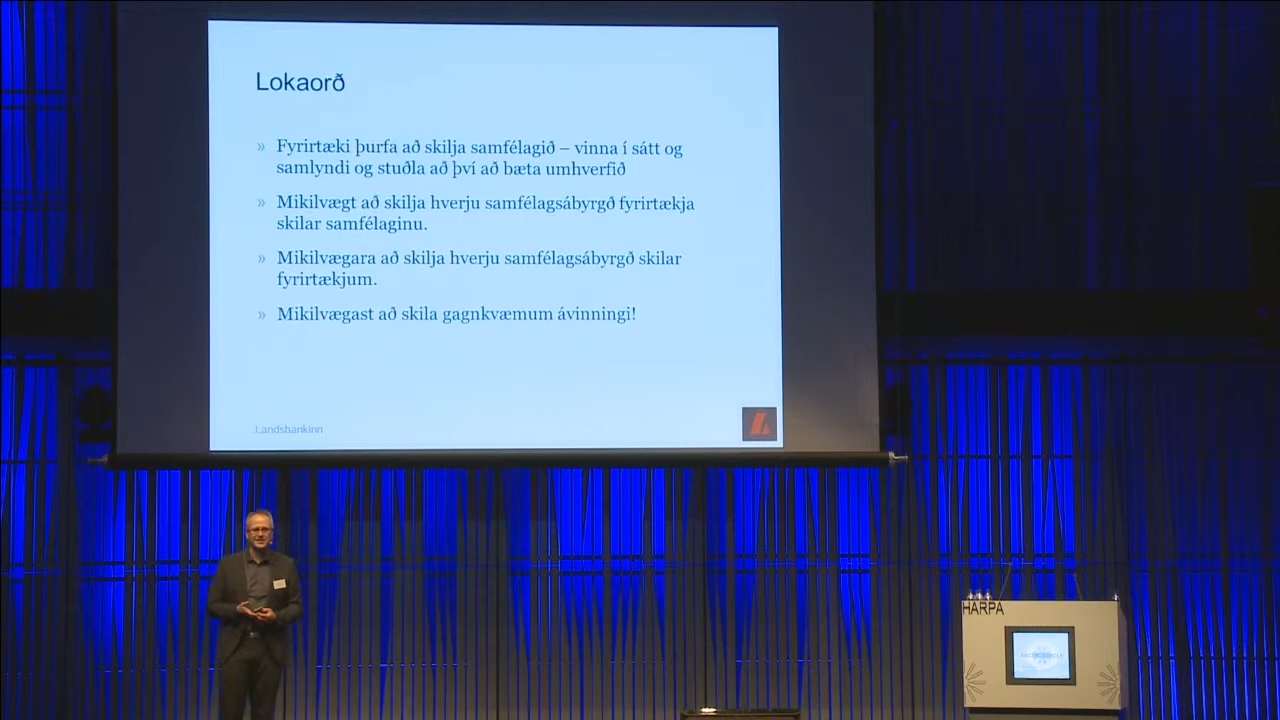 Lokaorð
» Fyrirtæki þurfa að skilja samfélagið – vinna í sátt og
samlyndi og stuðla að því að bæta umhverfið
» Mikilvægt að skilja hverju samfélagsábyrgð fyrirtækja
skilar samfélaginu.
» Mikilvægara að skilja hverju samfélagsábyrgð skilar
fyrirtækjum.
» Mikilvægast að skila gagnkvæmum ávinningi!
Landsbankinn
HARPA